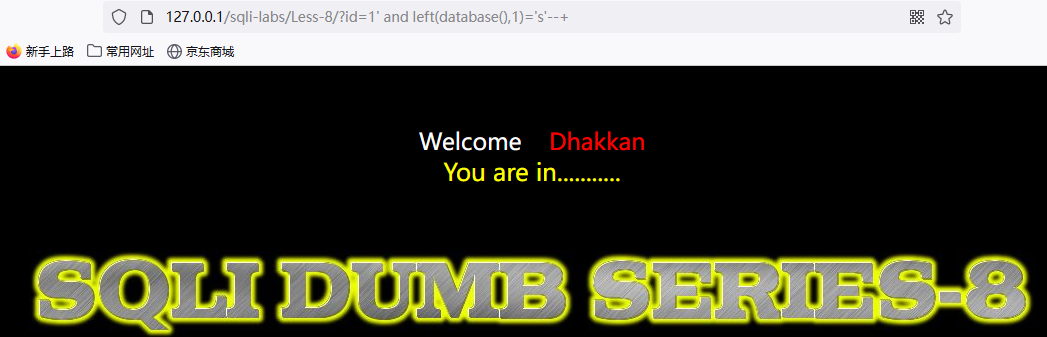 127.0.0.1/sqli-labs/Less-8/?id=1' and left(database(),1)='s'--+
新手上路 常用网址 京东商城
Welcome Dhakkan
You are in...........
SQLI DUMB SERIES-8